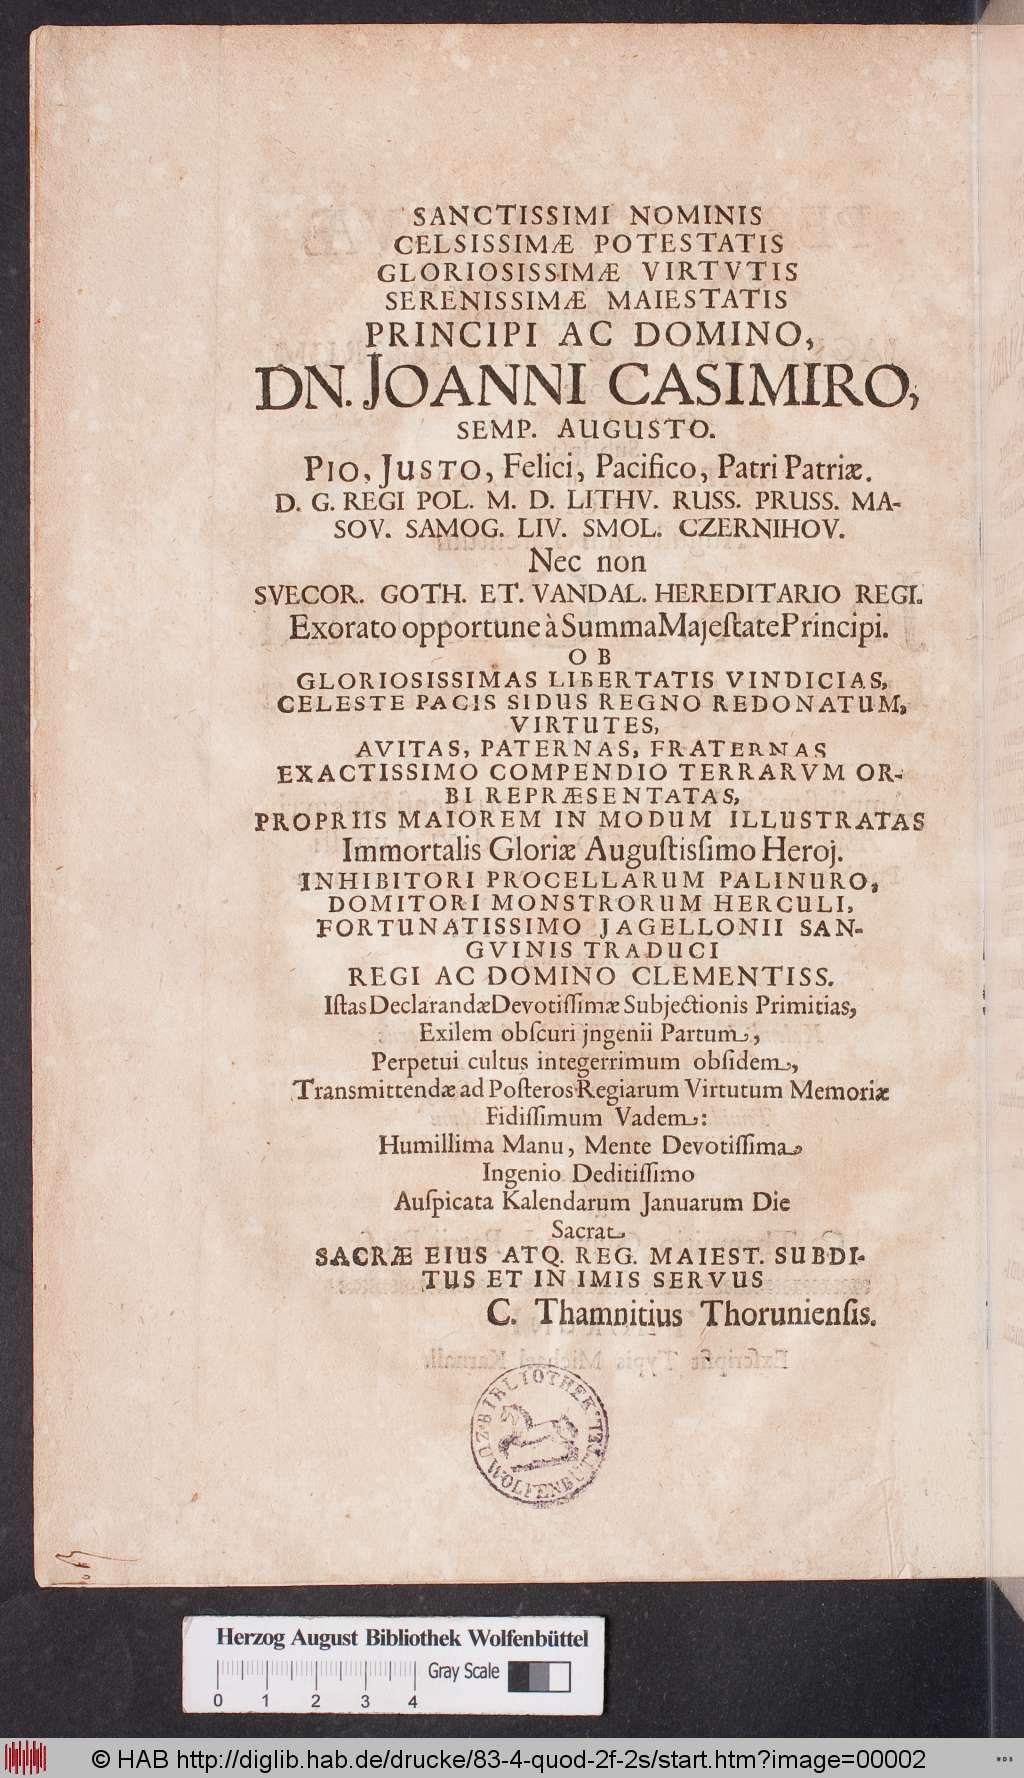 SANCTISSIMI NOMINIS
CELSISSIMÆ POTESTATIS
GLORIOSISSIMÆ VIRTVTIS
SERENISSIMÆ MAIESTATIS
PRINCIPI AC DOMINO,
DN. JOANNI CASIMIRO,
SEMP. AUGUSTO.
PIO, JUSTO, Felici, Pacifico, Patri Patriæ.
D. G. REGI POL. M. D. LITHV. RUSS. PRUSS. MA-
SOV. SAMOG. LIV. SMOL. CZERNIHOV.
Nec non
SVECOR. GOTH. ET. VANDAL. HEREDITARIO REGI.
Exorato opportune à Summa Majeſtate Principi.
OB
GLORIOSISSIMAS LIBERTATIS VINDICIAS,
CELESTE PACIS SIDUS REGNO REDONATUM,
VIRTUTES,
AVITAS, PATERNAS, FRATERNAS
EXACTISSIMO COMPENDIO TERRARVM OR-
BI REPRÆSENTATAS,
PROPRIIS MAIOREM IN MODUM ILLUSTRATAS
Immortalis Gloriæ Auguſtisſimo Heroj.
INHIBITORI PROCELLARUM PALINURO,
DOMITORI MONSTRORUM HERCULI,
FORTUNATISSIMO JAGELLONII SAN-
GVINIS TRADUCI
REGI AC DOMINO CLEMENTISS.
Iſtas Declarandæ Devotiſſimæ Subjectionis Primitias,
Exilem obſcuri jngenii Partum,
Perpetui cultus integerrimum obſidem,
Transmittendæ ad Poſteros Regiarum Virtutum Memoriæ
Fidiſſimum Vadem:
Humillima Manu, Mente Devotiſſima,
Ingenio Deditiſſimo
Auſpicata Kalendarum Januarum Die
Sacrat
SACRÆ EIUS ATQ. REG. MAIEST. SUBDI-
TUS ET IN IMIS SERVUS
C. Thamnitius Thorunienſis.
BIBLIOTHEK
ZU WOLFENBÜTTEL
Herzog August Bibliothek Wolfenbüttel
Gray Scale
0 1 2 3 4
© HAB http://diglib.hab.de/drucke/83-4-quod-2f-2s/start.htm?image=00002